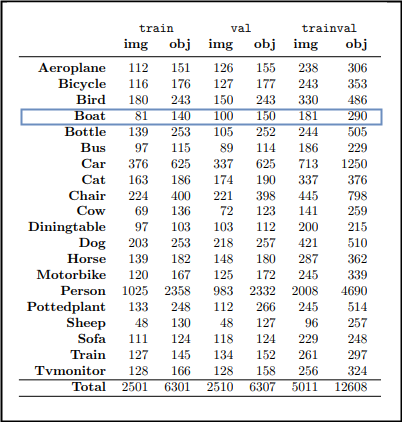 train val trainval
img obj img obj img obj
Aeroplane 112 151 126 155 238 306
Bicycle 116 176 127 177 243 353
Bird 180 243 150 243 330 486
Boat 81 140 100 150 181 290
Bottle 139 253 105 252 244 505
Bus 97 115 89 114 186 229
Car 376 625 337 625 713 1250
Cat 163 186 174 190 337 376
Chair 224 400 221 398 445 798
Cow 69 136 72 123 141 259
Diningtable 97 103 103 112 200 215
Dog 203 253 218 257 421 510
Horse 139 182 148 180 287 362
Motorbike 120 167 125 172 245 339
Person 1025 2358 983 2332 2008 4690
Pottedplant 133 248 112 266 245 514
Sheep 48 130 48 127 96 257
Sofa 111 124 118 124 229 248
Train 127 145 134 152 261 297
Tvmonitor 128 166 128 158 256 324
Total 2501 6301 2510 6307 5011 12608